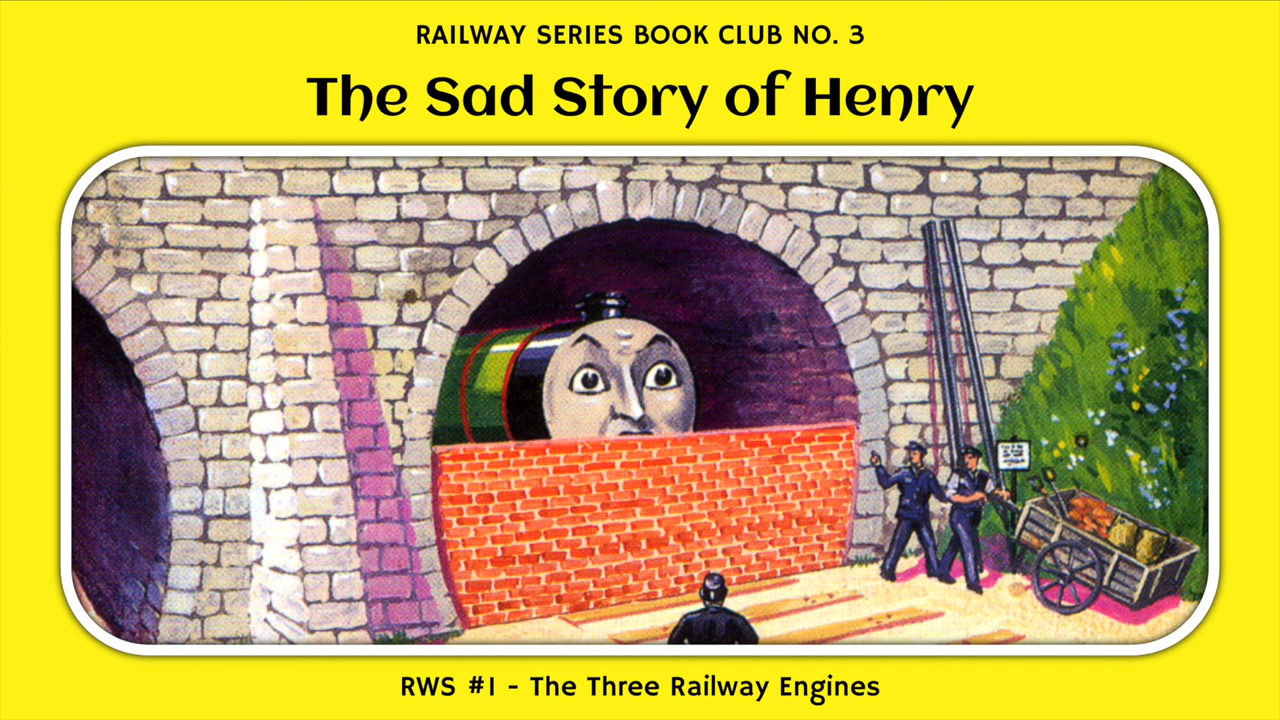 RAILWAY SERIES BOOK CLUB NO. 3
The Sad Story of Henry
RWS #1 - The Three Railway Engines